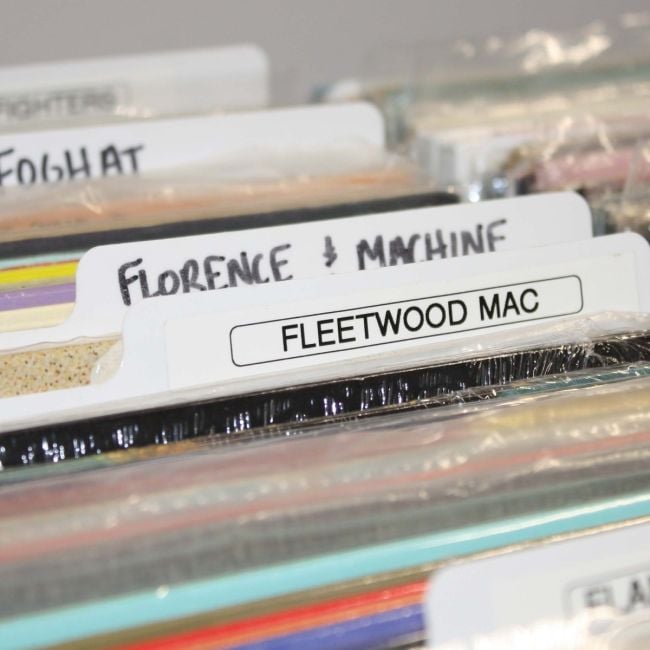 FIGHTERS
FOGHAT
FLORENCE & MACHINE
FLEETWOOD MAC